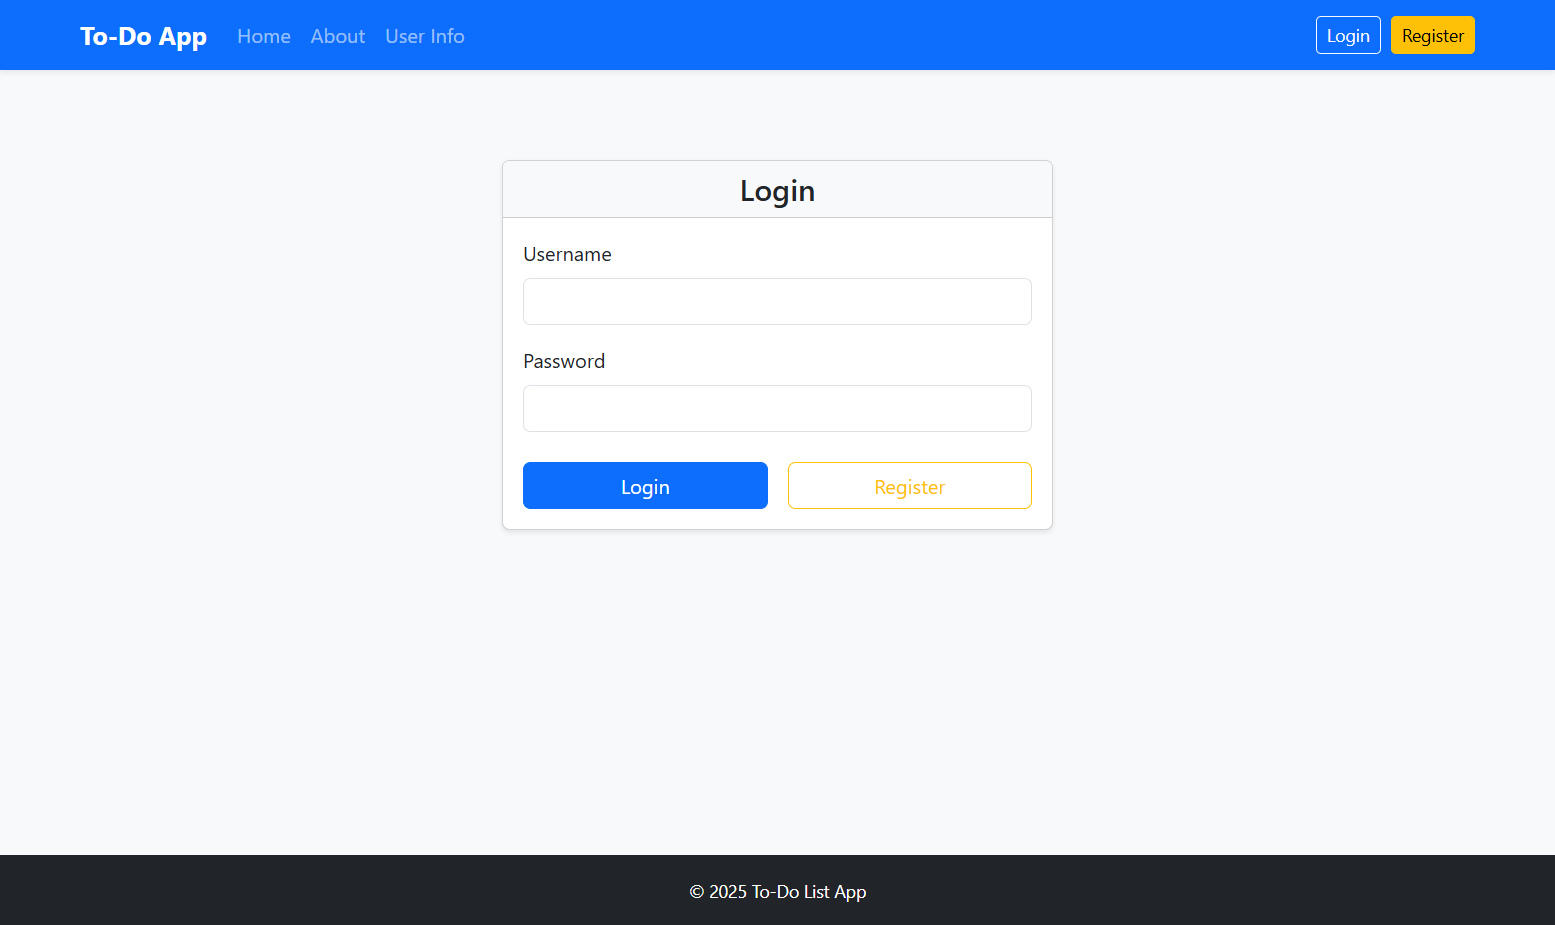 To-Do App Home About User Info Login Register
Login
Username
Password
Login Register
© 2025 To-Do List App